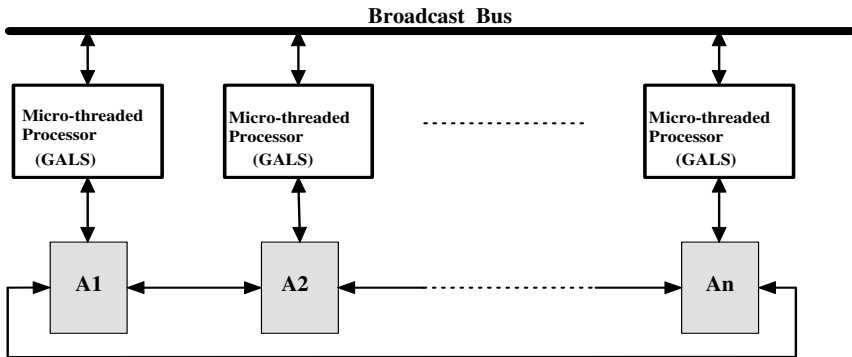 Broadcast Bus
Micro-threaded
Processor
(GALS)
Micro-threaded
Processor
(GALS)
Micro-threaded
Processor
(GALS)
A1
A2
An